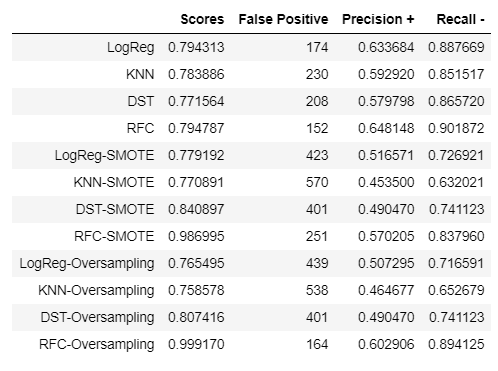 Scores False Positive Precision + Recall -
LogReg 0.794313 174 0.633684 0.887669
KNN 0.783886 230 0.592920 0.851517
DST 0.771564 208 0.579798 0.865720
RFC 0.794787 152 0.648148 0.901872
LogReg-SMOTE 0.779192 423 0.516571 0.726921
KNN-SMOTE 0.770891 570 0.453500 0.632021
DST-SMOTE 0.840897 401 0.490470 0.741123
RFC-SMOTE 0.986995 251 0.570205 0.837960
LogReg-Oversampling 0.765495 439 0.507295 0.716591
KNN-Oversampling 0.758578 538 0.464677 0.652679
DST-Oversampling 0.807416 401 0.490470 0.741123
RFC-Oversampling 0.999170 164 0.602906 0.894125